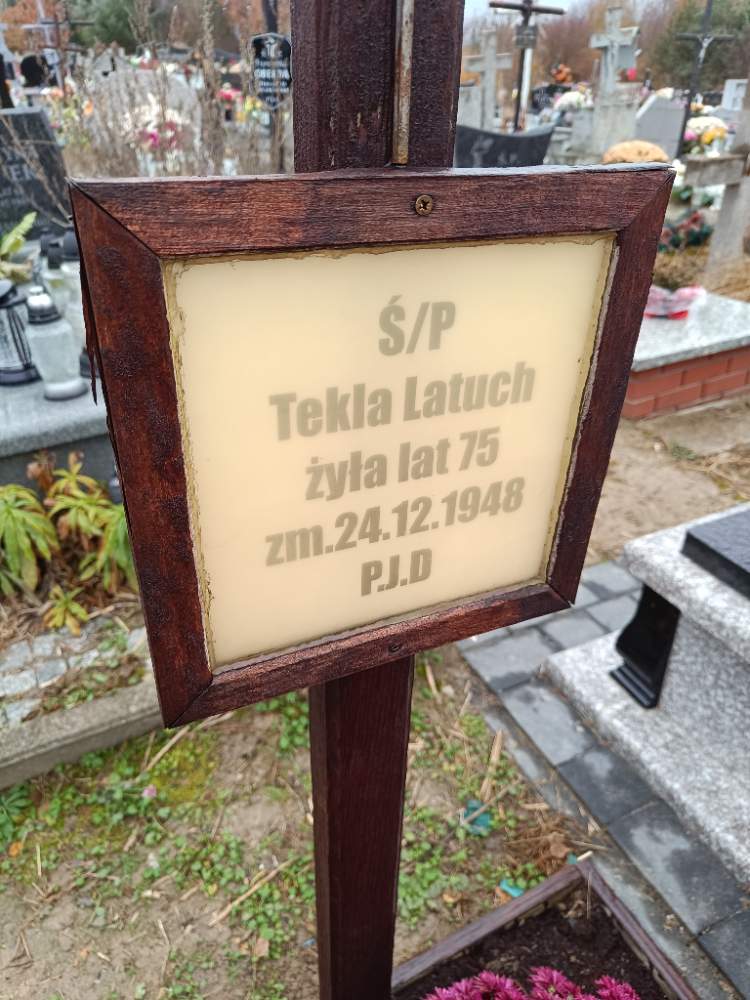 Ś/P
Tekla Latuch
żyła lat 75
zm.24.12.1948
P.J.D